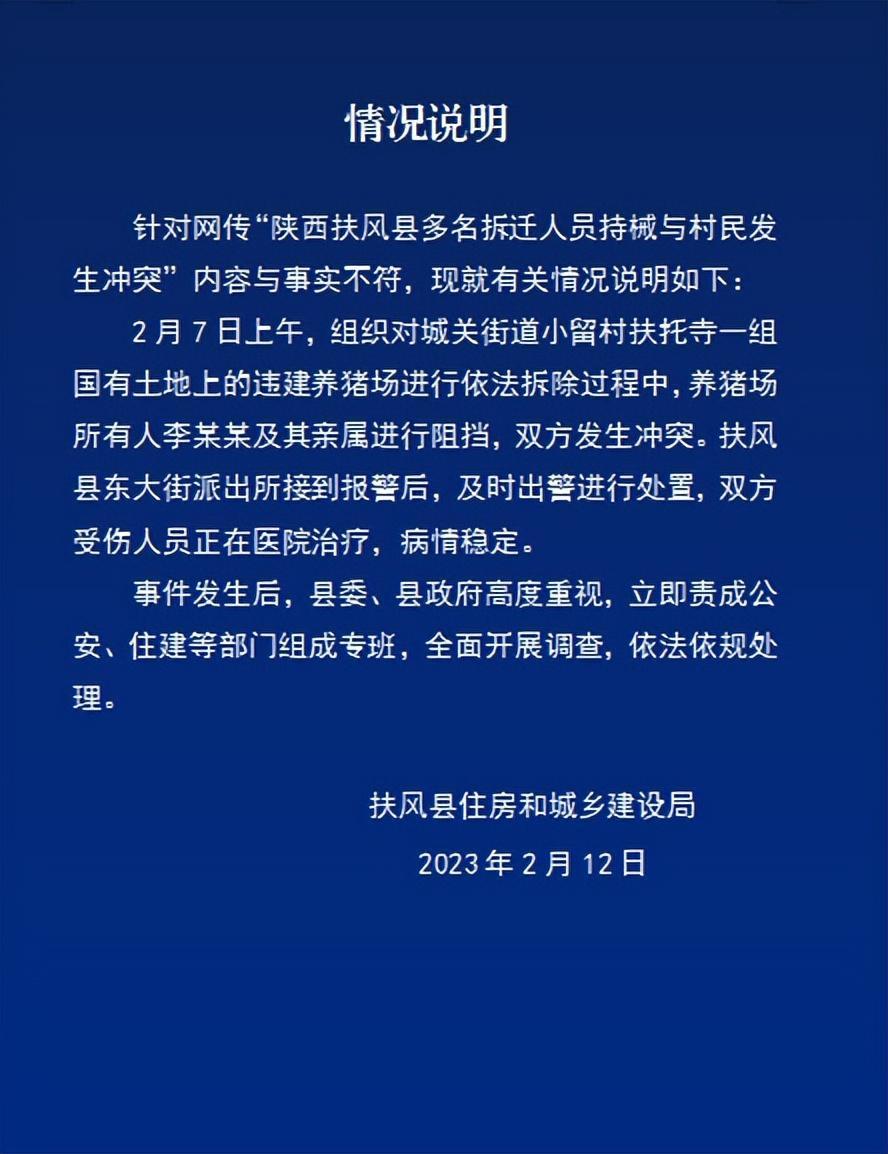 情况说明
针对网传“陕西扶风县多名拆迁人员持械与村民发
生冲突” 内容与事实不符，现就有关情况说明如下：
2 月 7 日上午，组织对城关街道小留村扶托寺一组
国有土地上的违建养猪场进行依法拆除过程中，养猪场
所有人李某某及其亲属进行阻挡，双方发生冲突。扶风
县东大街派出所接到报警后，及时出警进行处置，双方
受伤人员正在医院治疗，病情稳定。
事件发生后，县委、县政府高度重视，立即责成公
安、住建等部门组成专班，全面开展调查，依法依规处
理。
扶风县住房和城乡建设局
2023 年 2 月 12 日